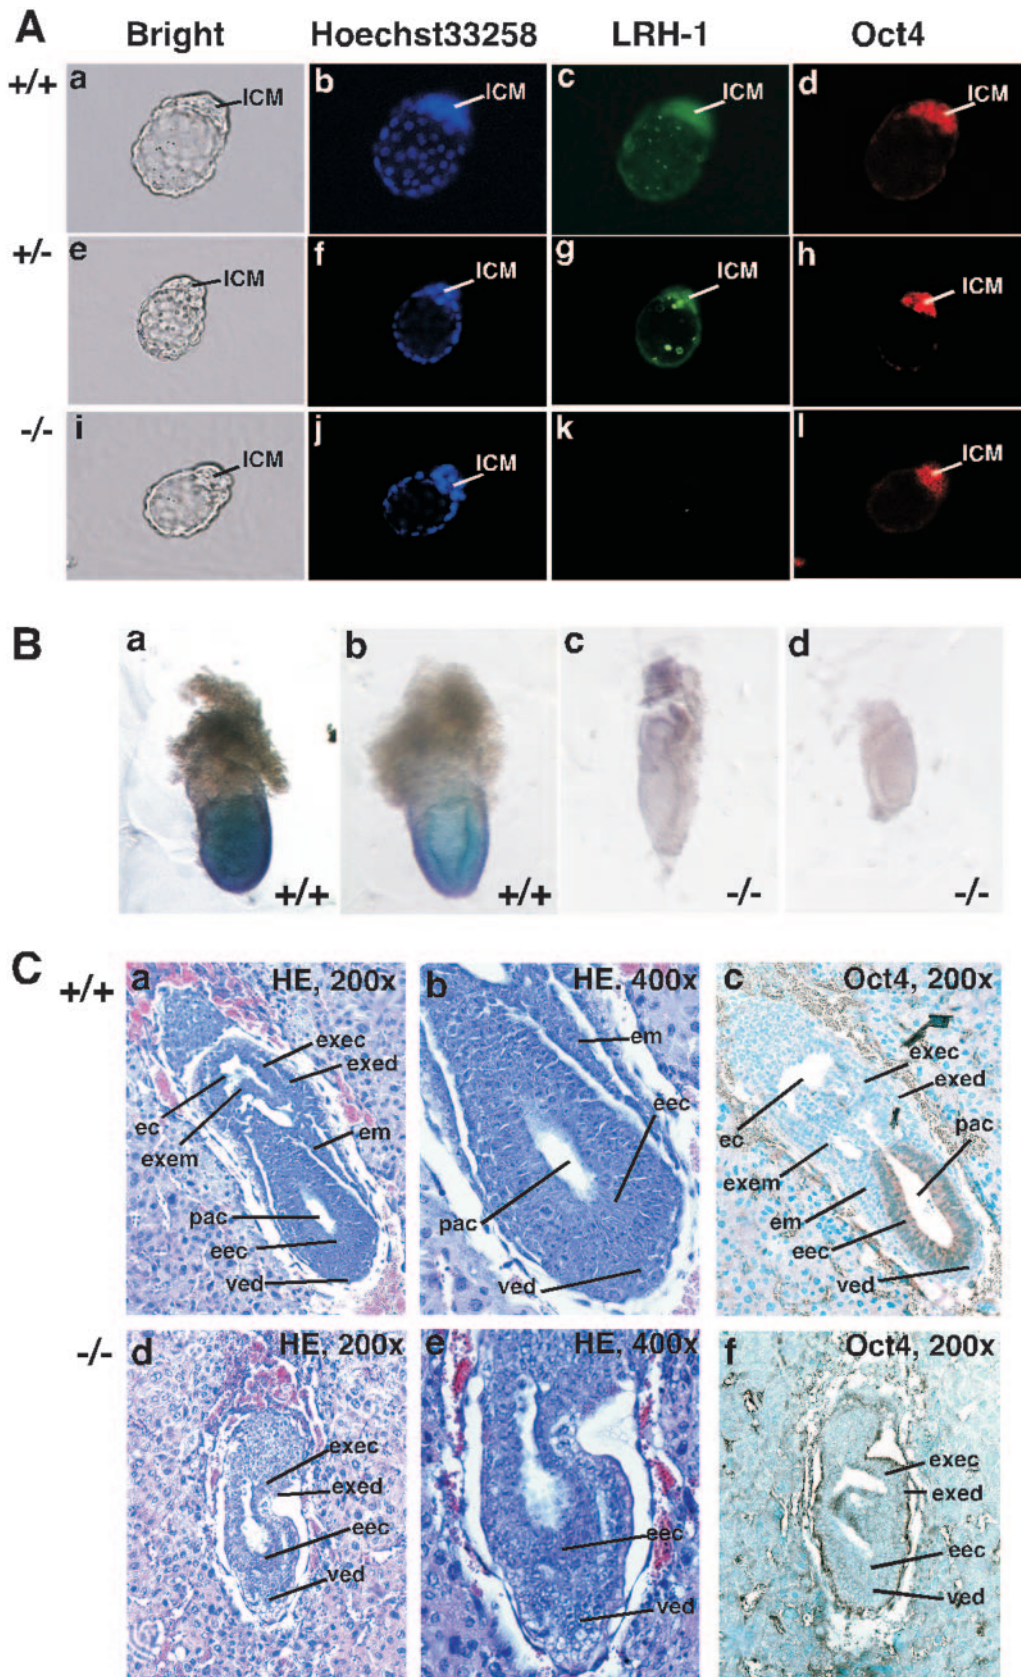 A Bright Hoechst33258 LRH-1 Oct4
+/+ a ICM b ICM c ICM d ICM
+/- e ICM f ICM g ICM h ICM
-/- i ICM j ICM k l ICM
B a +/+ b +/+ c -/- d -/-
C
+/+
a HE, 200x
exec
exed
ec
exem
em
pac
eec
ved
b HE. 400x
em
eec
pac
ved
c Oct4, 200x
exec
exed
ec
pac
exem
em
eec
ved
-/-
d HE, 200x
exec
exed
eec
ved
e HE, 400x
eec
ved
f Oct4, 200x
exec
exed
eec
ved